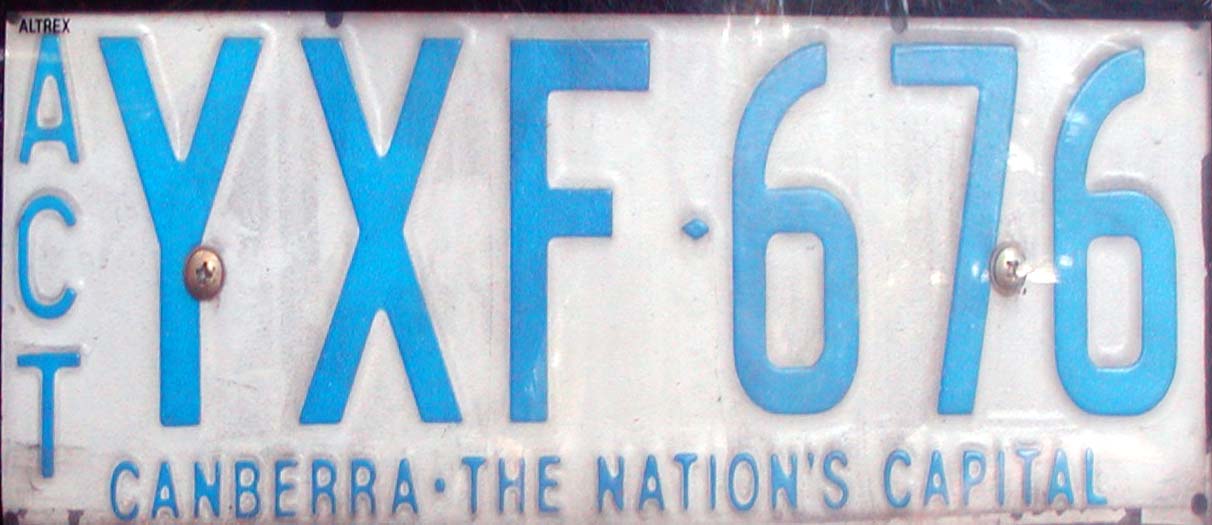 ALTREX
ACT
YXF·676
CANBERRA·THE NATION'S CAPITAL